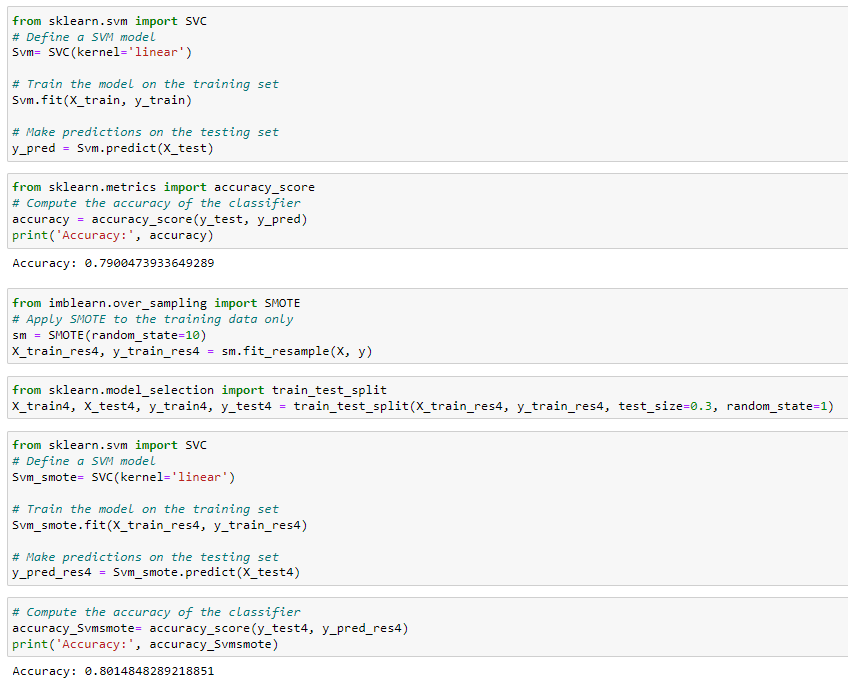 from sklearn.svm import SVC
# Define a SVM model
Svm= SVC(kernel='linear')
# Train the model on the training set
Svm.fit(X_train, y_train)
# Make predictions on the testing set
y_pred = Svm.predict(X_test)
from sklearn.metrics import accuracy_score
# Compute the accuracy of the classifier
accuracy = accuracy_score(y_test, y_pred)
print('Accuracy:', accuracy)
Accuracy: 0.7900473933649289
from imblearn.over_sampling import SMOTE
# Apply SMOTE to the training data only
sm = SMOTE(random_state=10)
X_train_res4, y_train_res4 = sm.fit_resample(X, y)
from sklearn.model_selection import train_test_split
X_train4, X_test4, y_train4, y_test4 = train_test_split(X_train_res4, y_train_res4, test_size=0.3, random_state=1)
from sklearn.svm import SVC
# Define a SVM model
Svm_smote= SVC(kernel='linear')
# Train the model on the training set
Svm_smote.fit(X_train_res4, y_train_res4)
# Make predictions on the testing set
y_pred_res4 = Svm_smote.predict(X_test4)
# Compute the accuracy of the classifier
accuracy_Svmsmote= accuracy_score(y_test4, y_pred_res4)
print('Accuracy:', accuracy_Svmsmote)
Accuracy: 0.8014848289218851